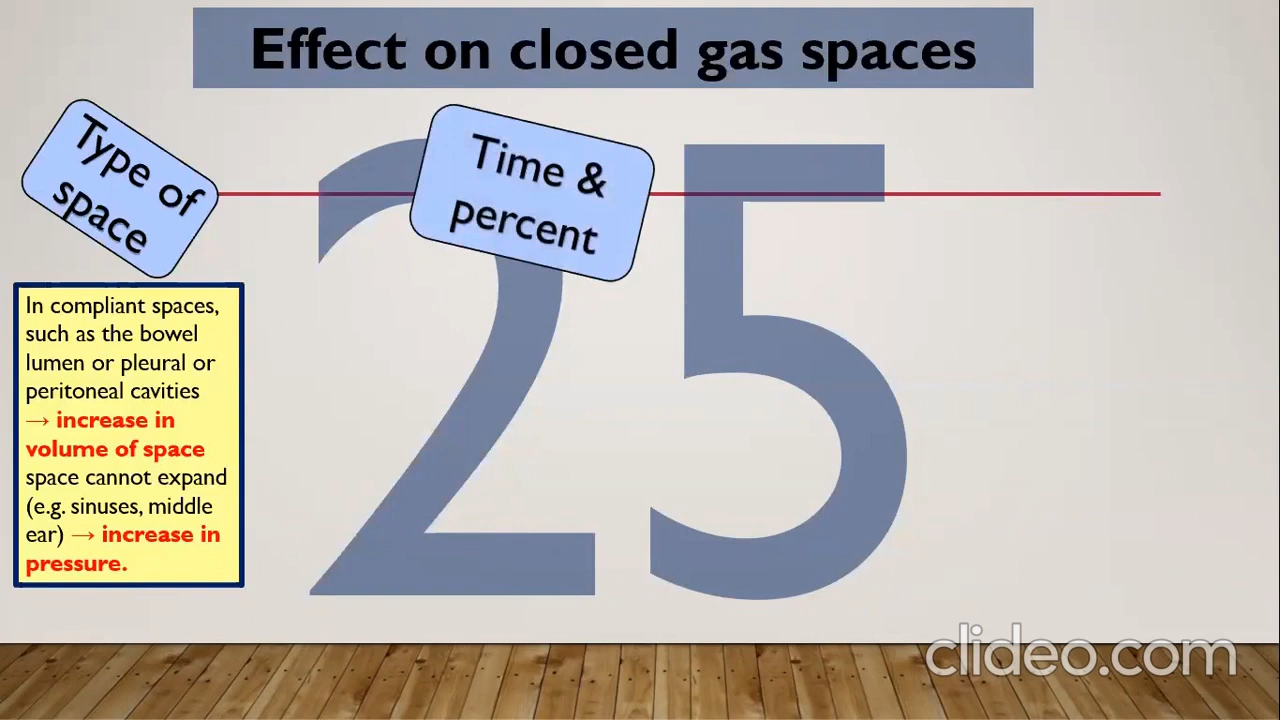 Effect on closed gas spaces
Type of
space
Time &
percent
25
In compliant spaces,
such as the bowel
lumen or pleural or
peritoneal cavities
→ increase in
volume of space
space cannot expand
(e.g. sinuses, middle
ear) → increase in
pressure.
clideo.com